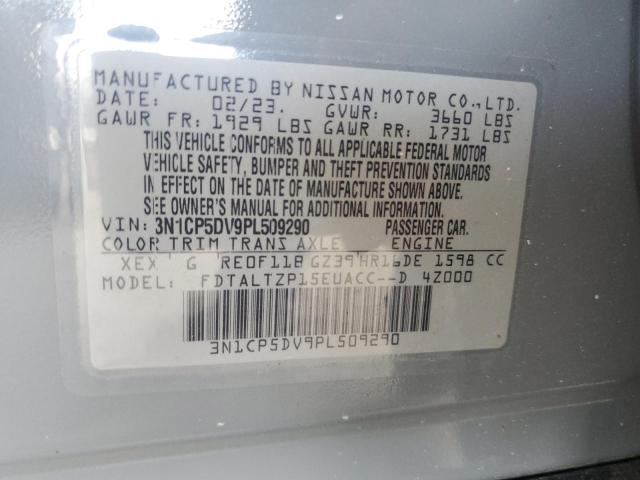 MANUFACTURED BY NISSAN MOTOR CO.,LTD.
DATE: 02/23. GVWR: 3660 LBS
GAWR FR: 1929 LBS GAWR RR: 1731 LBS
THIS VEHICLE CONFORMS TO ALL APPLICABLE FEDERAL MOTOR
VEHICLE SAFETY, BUMPER AND THEFT PREVENTION STANDARDS
IN EFFECT ON THE DATE OF MANUFACTURE SHOWN ABOVE.
SEE OWNER'S MANUAL FOR ADDITIONAL INFORMATION.
VIN: 3N1CP5DV9PL509290 PASSENGER CAR.
COLOR TRIM TRANS AXLE ENGINE
XEX G RE0F11B GZ39 HR16DE 1598 CC
MODEL: FDTALTZP15EUACC--D 4Z000
3N1CP5DV9PL509290